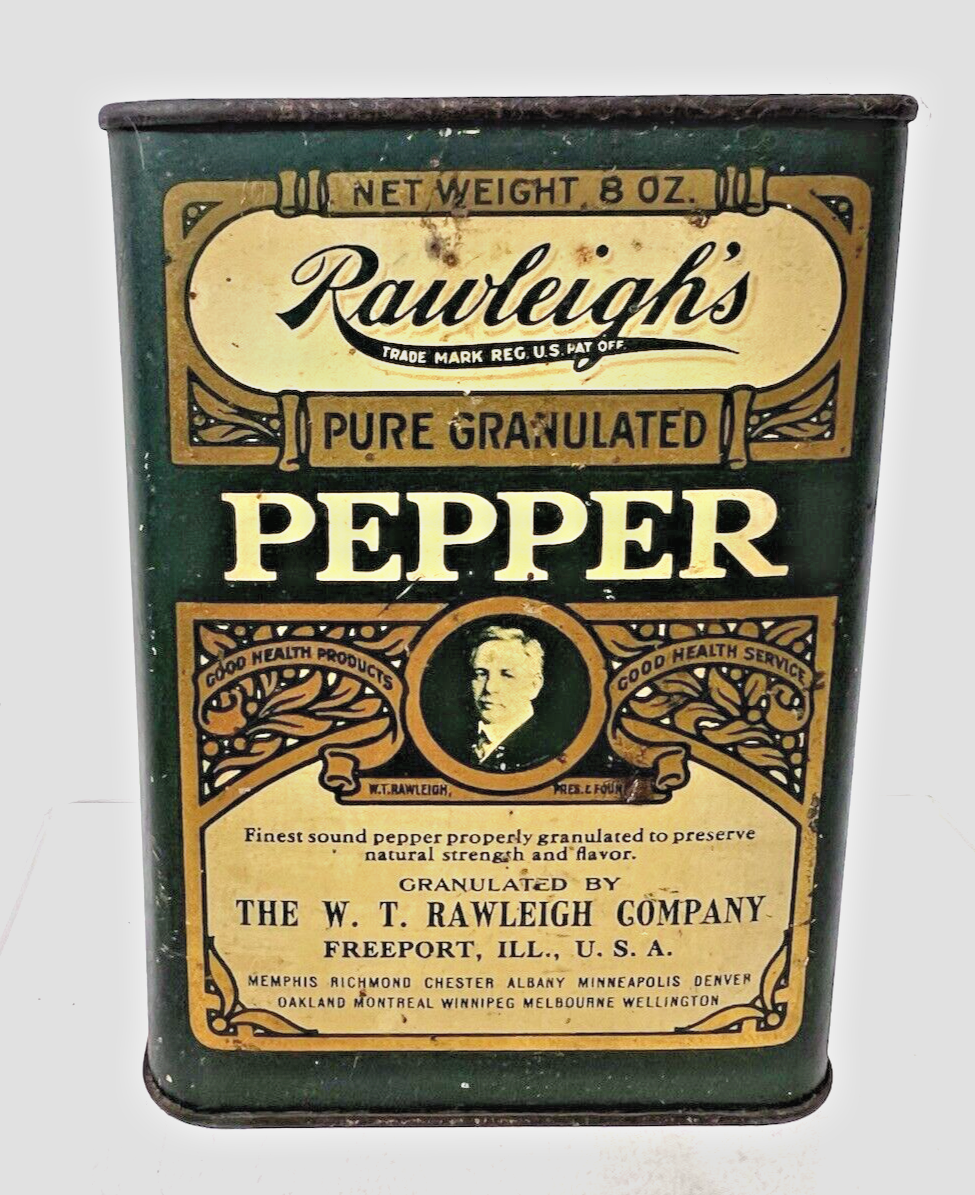 NET WEIGHT 8 OZ.
Rawleigh's
TRADE MARK REG. U.S. PAT OFF.
PURE GRANULATED
PEPPER
GOOD HEALTH PRODUCTS
GOOD HEALTH SERVICE
W.T. RAWLEIGH, PRES. &
Finest sound pepper properly granulated to preserve
natural strength and flavor.
GRANULATED BY
THE W. T. RAWLEIGH COMPANY
FREEPORT, ILL., U. S. A.
MEMPHIS RICHMOND CHESTER ALBANY MINNEAPOLIS DENVER
OAKLAND MONTREAL WINNIPEG MELBOURNE WELLINGTON